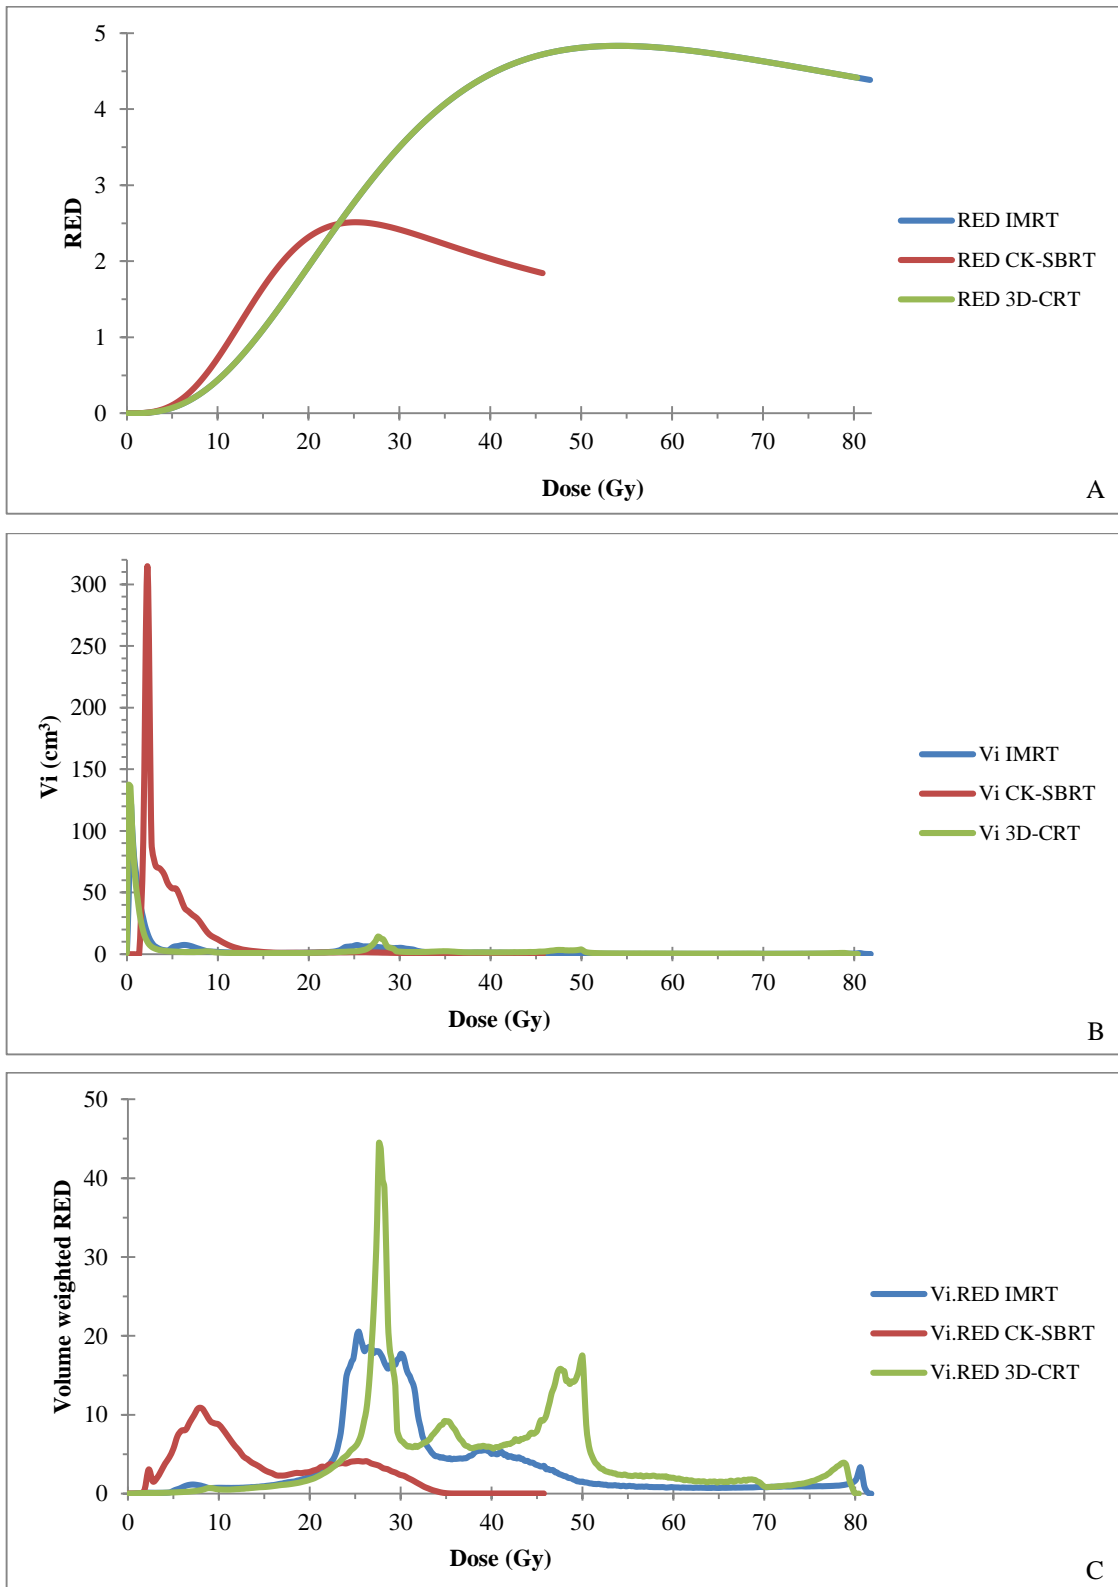 5
4
3
2
1
0
RED
0 10 20 30 40 50 60 70 80
Dose (Gy)
RED IMRT
RED CK-SBRT
RED 3D-CRT
A
300
250
200
150
100
50
0
Vi (cm³)
0 10 20 30 40 50 60 70 80
Dose (Gy)
Vi IMRT
Vi CK-SBRT
Vi 3D-CRT
B
50
40
30
20
10
0
Volume weighted RED
0 10 20 30 40 50 60 70 80
Dose (Gy)
Vi.RED IMRT
Vi.RED CK-SBRT
Vi.RED 3D-CRT
C